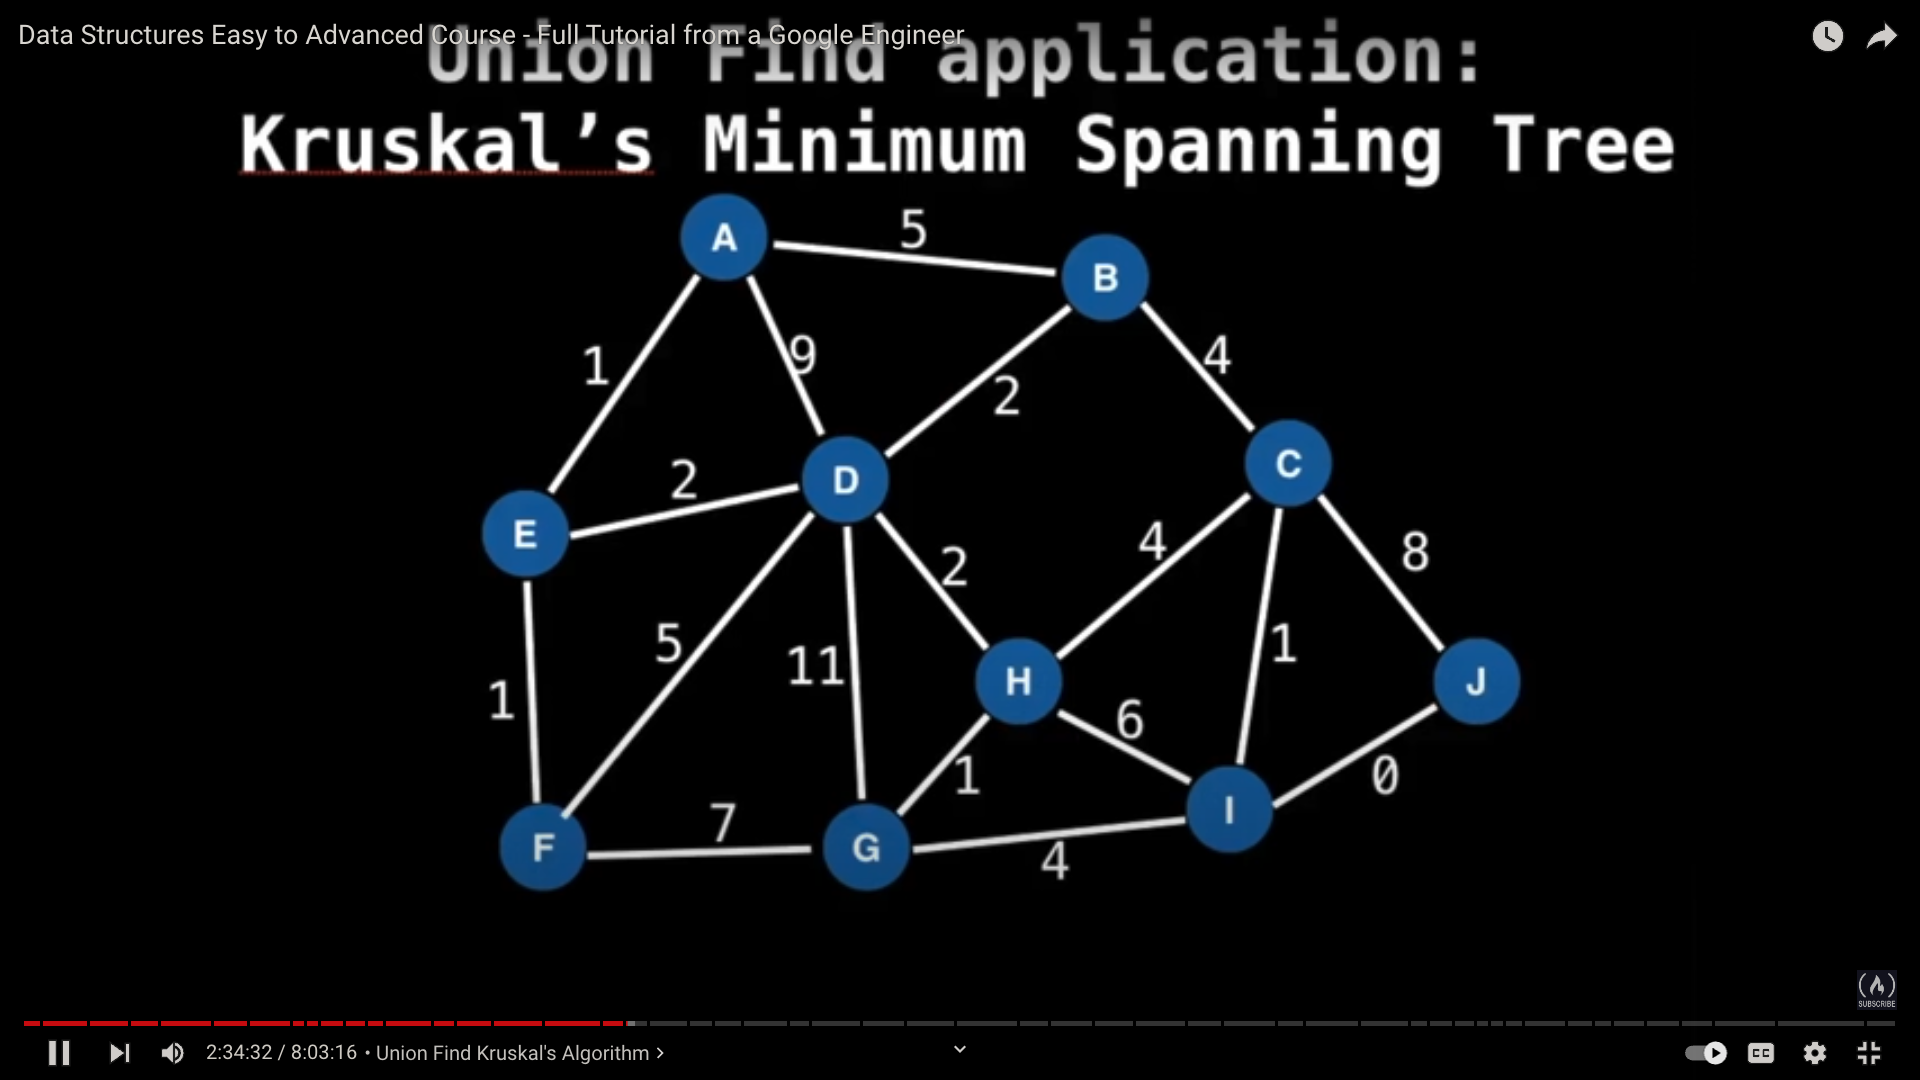 Data Structures Easy to Advanced Course - Full Tutorial from a Google Engineer
Union Find application:
Kruskal’s Minimum Spanning Tree
A
5
B
1
9
2
4
C
2
D
E
2
4
8
5
11
1
1
H
J
6
1
0
7
I
F
G
4
SUBSCRIBE
2:34:32 / 8:03:16 • Union Find Kruskal's Algorithm >
CC